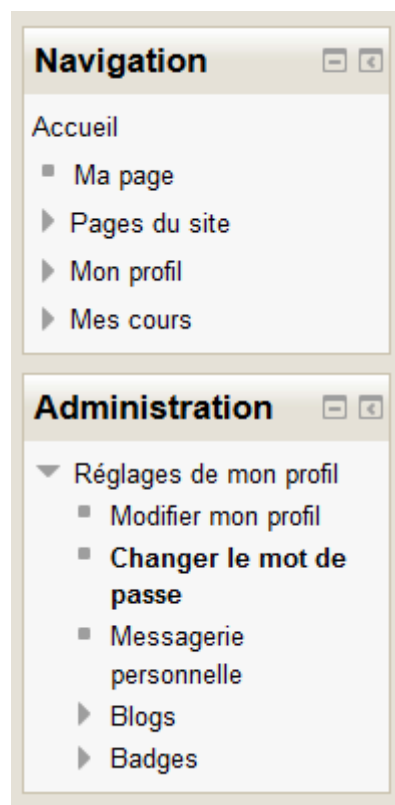 Navigation
Accueil
Ma page
Pages du site
Mon profil
Mes cours
Administration
Réglages de mon profil
Modifier mon profil
Changer le mot de
passe
Messagerie
personnelle
Blogs
Badges